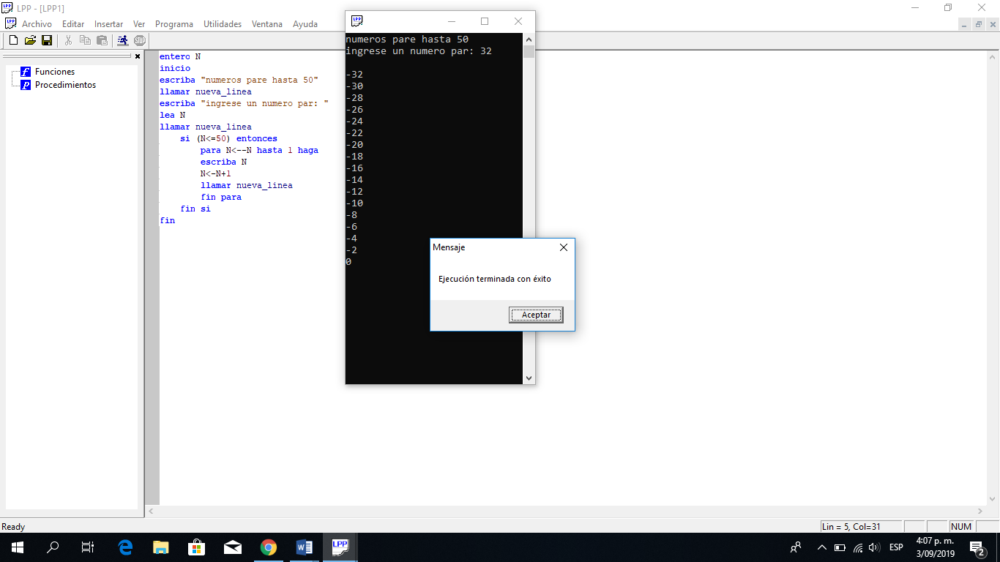 LPP - [LPP1]
Archivo Editar Insertar Ver Programa Utilidades Ventana Ayuda
Funciones
Procedimientos
entero N
inicio
escriba "numeros pare hasta 50"
llamar nueva_linea
escriba "ingrese un numero par: "
lea N
llamar nueva_linea
si (N<=50) entonces
para N<--N hasta 1 haga
escriba N
N<-N+1
llamar nueva_linea
fin para
fin si
fin
numeros pare hasta 50
ingrese un numero par: 32
-32
-30
-28
-26
-24
-22
-20
-18
-16
-14
-12
-10
-8
-6
-4
-2
0
Mensaje
Ejecución terminada con éxito
Aceptar
Ready
Lin = 5, Col=31
NUM
ESP
4:07 p. m.
3/09/2019
2